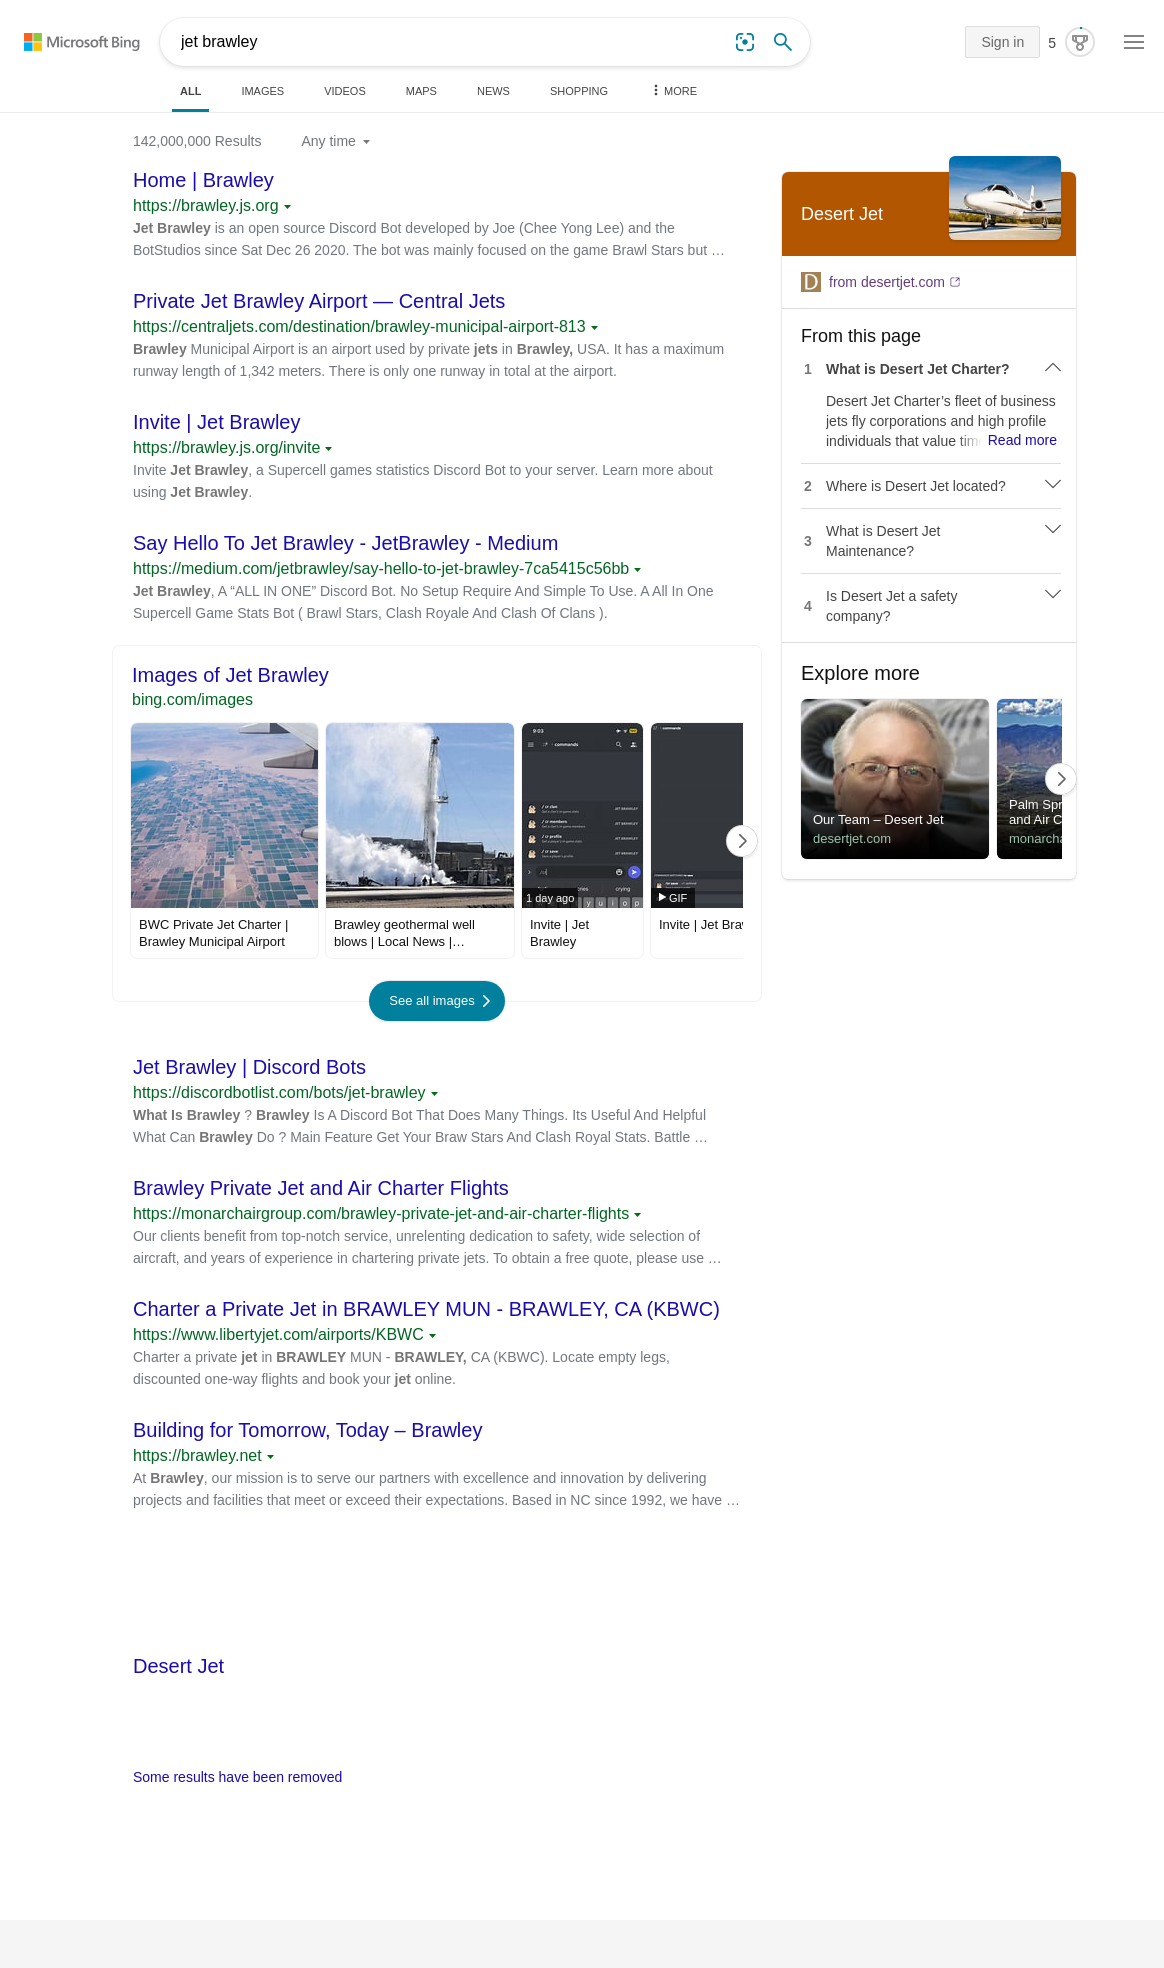 Microsoft Bing
jet brawley
Sign in
5
ALL
IMAGES
VIDEOS
MAPS
NEWS
SHOPPING
MORE
142,000,000 Results
Any time
Home | Brawley
https://brawley.js.org
Jet Brawley is an open source Discord Bot developed by Joe (Chee Yong Lee) and the
BotStudios since Sat Dec 26 2020. The bot was mainly focused on the game Brawl Stars but …
Private Jet Brawley Airport — Central Jets
https://centraljets.com/destination/brawley-municipal-airport-813
Brawley Municipal Airport is an airport used by private jets in Brawley, USA. It has a maximum
runway length of 1,342 meters. There is only one runway in total at the airport.
Invite | Jet Brawley
https://brawley.js.org/invite
Invite Jet Brawley, a Supercell games statistics Discord Bot to your server. Learn more about
using Jet Brawley.
Say Hello To Jet Brawley - JetBrawley - Medium
https://medium.com/jetbrawley/say-hello-to-jet-brawley-7ca5415c56bb
Jet Brawley, A “ALL IN ONE” Discord Bot. No Setup Require And Simple To Use. A All In One
Supercell Game Stats Bot ( Brawl Stars, Clash Royale And Clash Of Clans ).
Images of Jet Brawley
bing.com/images
9:03
commands
/ cr clan
JET BRAWLEY
/ cr members
JET BRAWLEY
/ cr profile
JET BRAWLEY
/ cr save
JET BRAWLEY
crying
1 day ago
y u i o p
commands
GIF
BWC Private Jet Charter |
Brawley Municipal Airport
Brawley geothermal well
blows | Local News |…
Invite | Jet
Brawley
Invite | Jet Braw
See all images
Jet Brawley | Discord Bots
https://discordbotlist.com/bots/jet-brawley
What Is Brawley ? Brawley Is A Discord Bot That Does Many Things. Its Useful And Helpful
What Can Brawley Do ? Main Feature Get Your Braw Stars And Clash Royal Stats. Battle …
Brawley Private Jet and Air Charter Flights
https://monarchairgroup.com/brawley-private-jet-and-air-charter-flights
Our clients benefit from top-notch service, unrelenting dedication to safety, wide selection of
aircraft, and years of experience in chartering private jets. To obtain a free quote, please use …
Charter a Private Jet in BRAWLEY MUN - BRAWLEY, CA (KBWC)
https://www.libertyjet.com/airports/KBWC
Charter a private jet in BRAWLEY MUN - BRAWLEY, CA (KBWC). Locate empty legs,
discounted one-way flights and book your jet online.
Building for Tomorrow, Today – Brawley
https://brawley.net
At Brawley, our mission is to serve our partners with excellence and innovation by delivering
projects and facilities that meet or exceed their expectations. Based in NC since 1992, we have …
Desert Jet
Some results have been removed
Desert Jet
D
from desertjet.com
From this page
1 What is Desert Jet Charter?
Desert Jet Charter’s fleet of business
jets fly corporations and high profile
individuals that value tim Read more
2 Where is Desert Jet located?
3 What is Desert Jet
Maintenance?
4 Is Desert Jet a safety
company?
Explore more
Our Team – Desert Jet
desertjet.com
Palm Spr
and Air C
monarcha